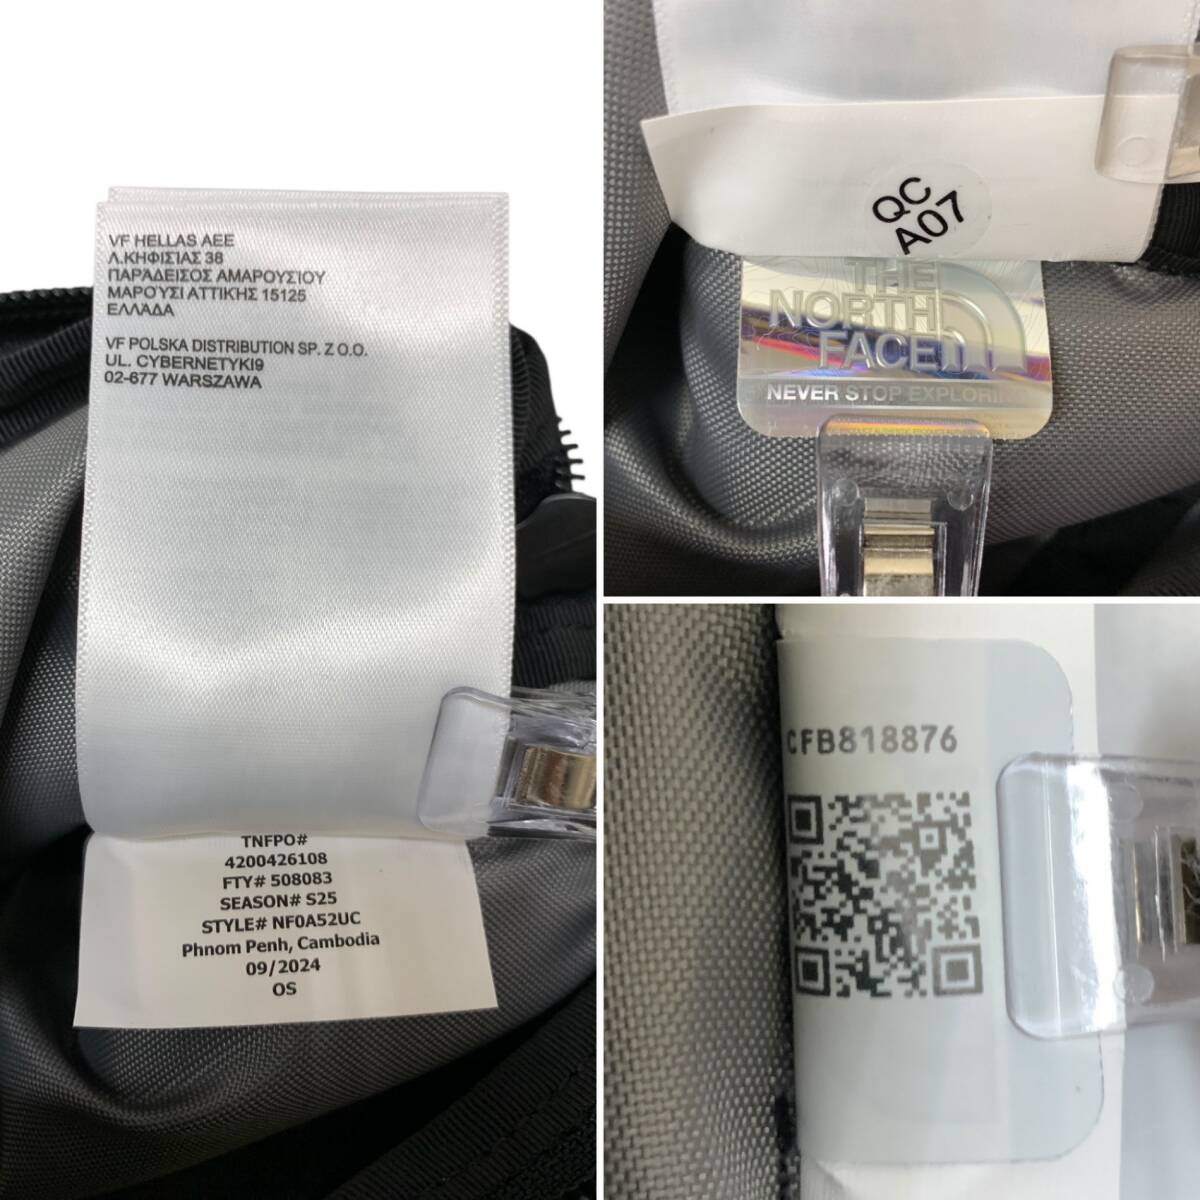 VF HELLAS AEE
Λ.ΚΗΦΙΣΙΑΣ 38
ΠΑΡΑΔΕΙΣΟΣ ΑΜΑΡΟΥΣΙΟΥ
ΜΑΡΟΥΣΙ ΑΤΤΙΚΗΣ 15125
ΕΛΛΑΔΑ
VF POLSKA DISTRIBUTION SP. Z O.O.
UL. CYBERNETYKI9
02-677 WARSZAWA
TNFPO#
4200426108
FTY# 508083
SEASON# S25
STYLE# NF0A52UC
Phnom Penh, Cambodia
09/2024
OS
QC
A07
THE
NORTH
FACE
NEVER STOP EXPLORING
CFB818876